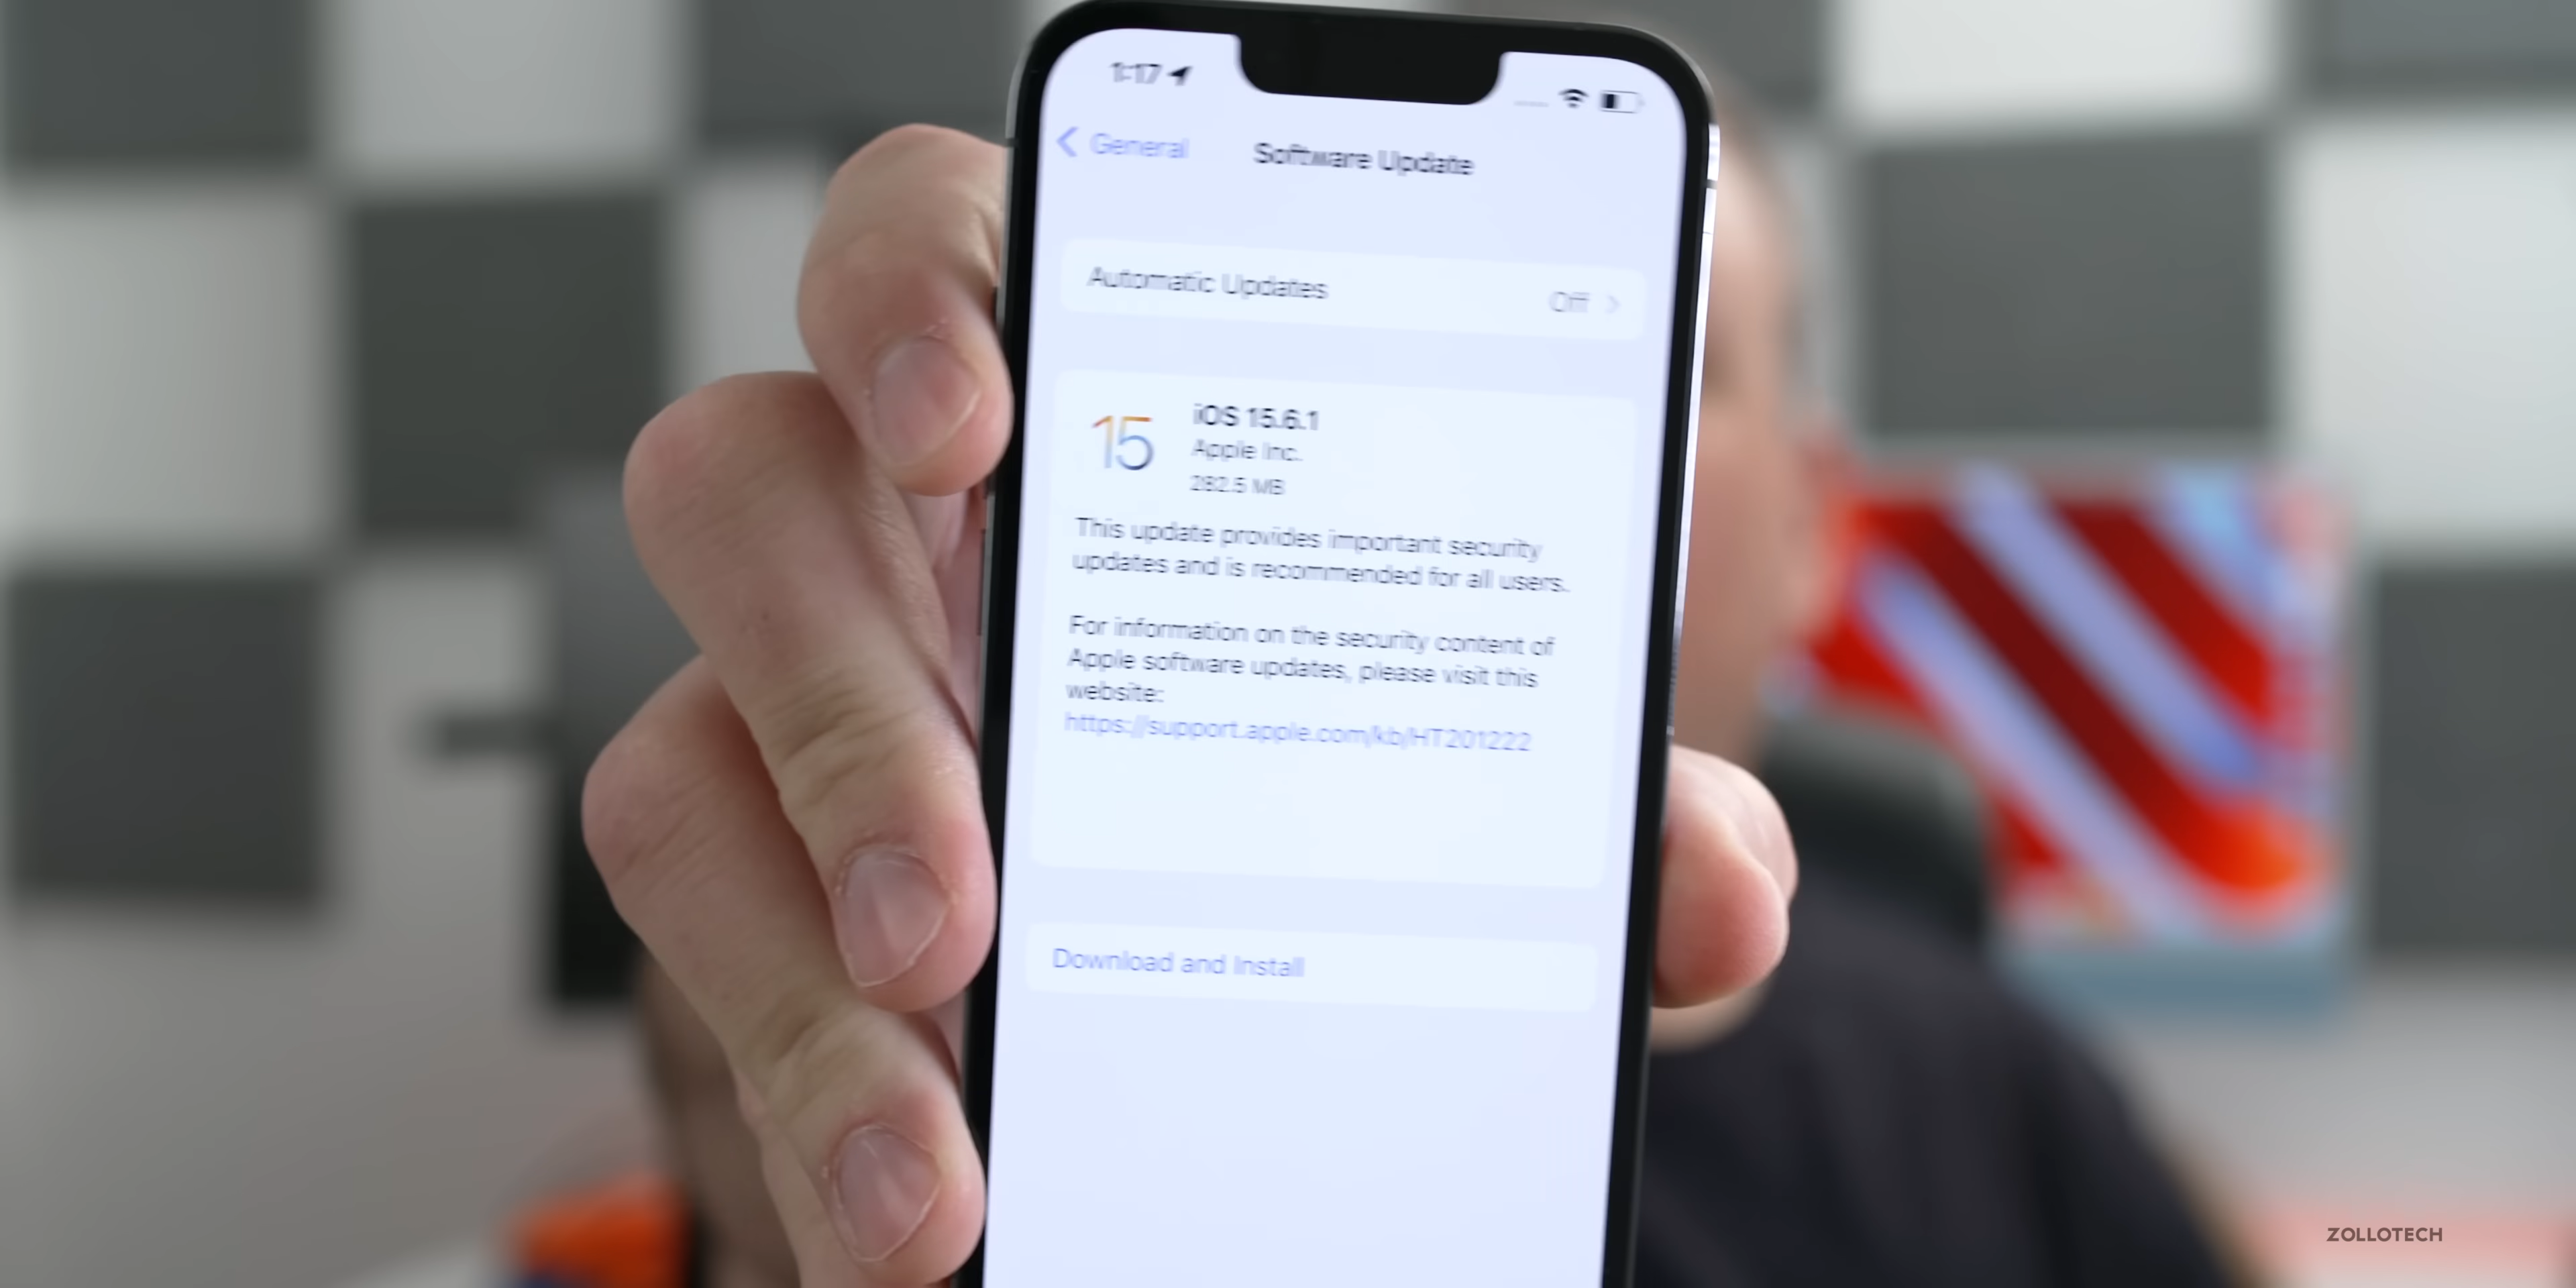 1:17
General
Software Update
Automatic Updates
Off
15
iOS 15.6.1
Apple Inc.
282.5 MB
This update provides important security
updates and is recommended for all users.
For information on the security content of
Apple software updates, please visit this
website:
https://support.apple.com/kb/HT201222
Download and Install
ZOLLOTECH